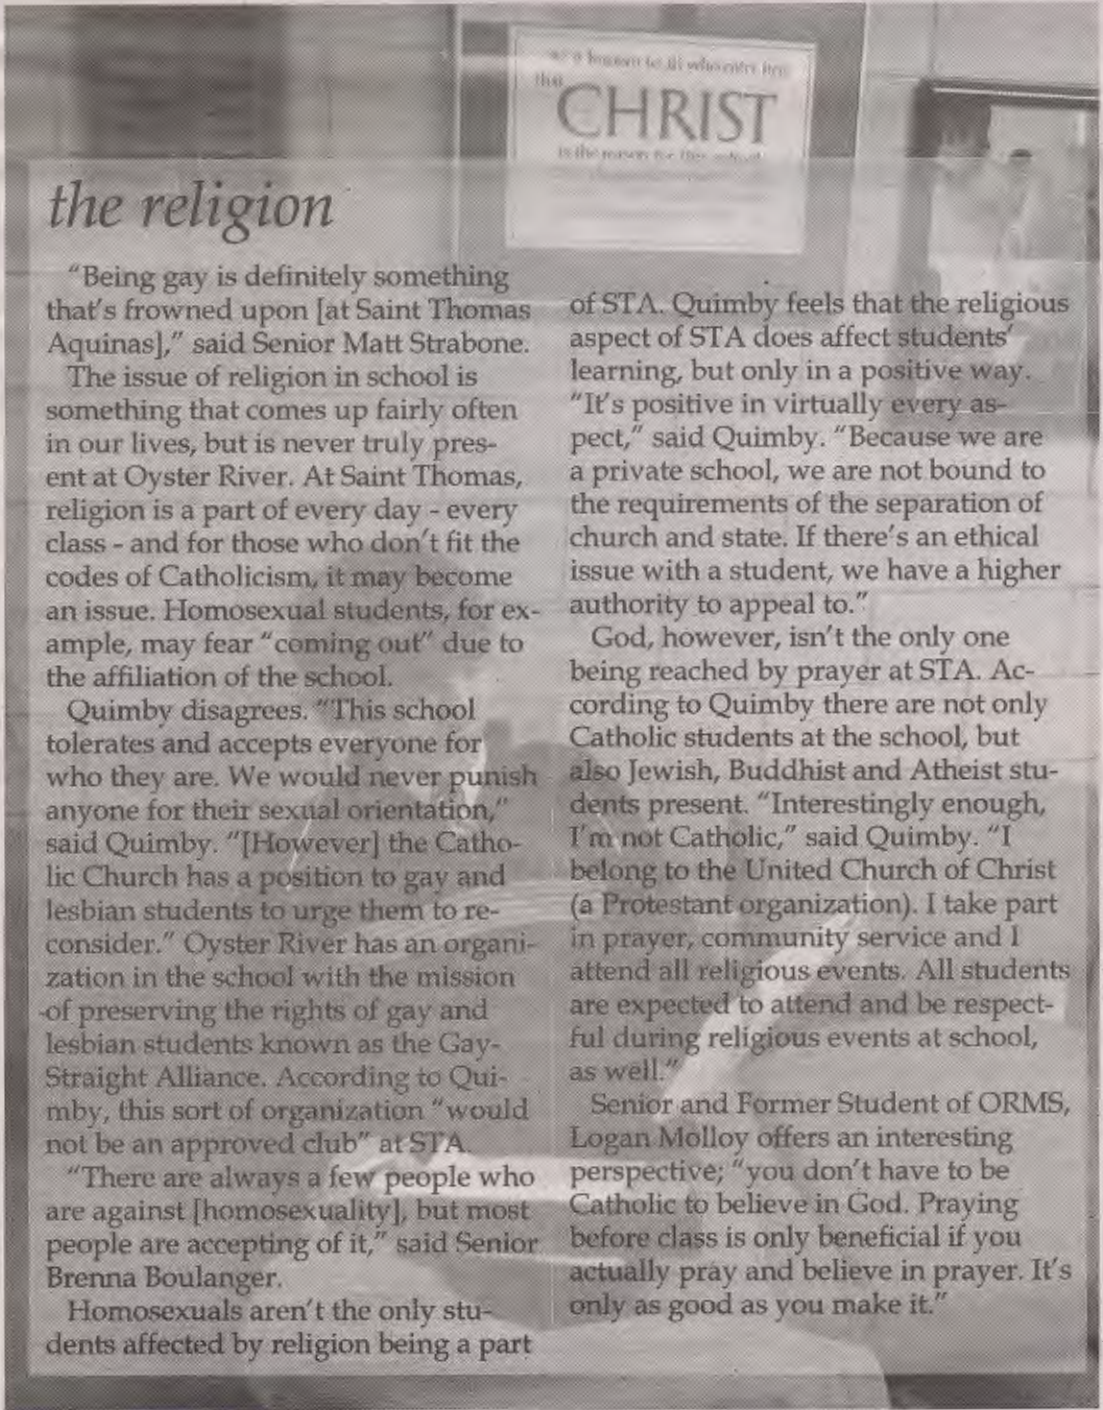 be it known to all who enter here
that
CHRIST
is the reason for this school
the religion
“Being gay is definitely something
that's frowned upon [at Saint Thomas
Aquinas],” said Senior Matt Strabone.
The issue of religion in school is
something that comes up fairly often
in our lives, but is never truly pres-
ent at Oyster River. At Saint Thomas,
religion is a part of every day - every
class - and for those who don't fit the
codes of Catholicism, it may become
an issue. Homosexual students, for ex-
ample, may fear “coming out” due to
the affiliation of the school.
Quimby disagrees. “This school
tolerates and accepts everyone for
who they are. We would never punish
anyone for their sexual orientation,”
said Quimby. “[However] the Catho-
lic Church has a position to gay and
lesbian students to urge them to re-
consider.” Oyster River has an organi-
zation in the school with the mission
of preserving the rights of gay and
lesbian students known as the Gay-
Straight Alliance. According to Qui-
mby, this sort of organization “would
not be an approved club” at STA.
“There are always a few people who
are against [homosexuality], but most
people are accepting of it,” said Senior
Brenna Boulanger.
Homosexuals aren't the only stu-
dents affected by religion being a part
of STA. Quimby feels that the religious
aspect of STA does affect students'
learning, but only in a positive way.
“It's positive in virtually every as-
pect,” said Quimby. “Because we are
a private school, we are not bound to
the requirements of the separation of
church and state. If there's an ethical
issue with a student, we have a higher
authority to appeal to.”
God, however, isn't the only one
being reached by prayer at STA. Ac-
cording to Quimby there are not only
Catholic students at the school, but
also Jewish, Buddhist and Atheist stu-
dents present. “Interestingly enough,
I'm not Catholic,” said Quimby. “I
belong to the United Church of Christ
(a Protestant organization). I take part
in prayer, community service and I
attend all religious events. All students
are expected to attend and be respect-
ful during religious events at school,
as well.”
Senior and Former Student of ORMS,
Logan Molloy offers an interesting
perspective; “you don't have to be
Catholic to believe in God. Praying
before class is only beneficial if you
actually pray and believe in prayer. It's
only as good as you make it.”